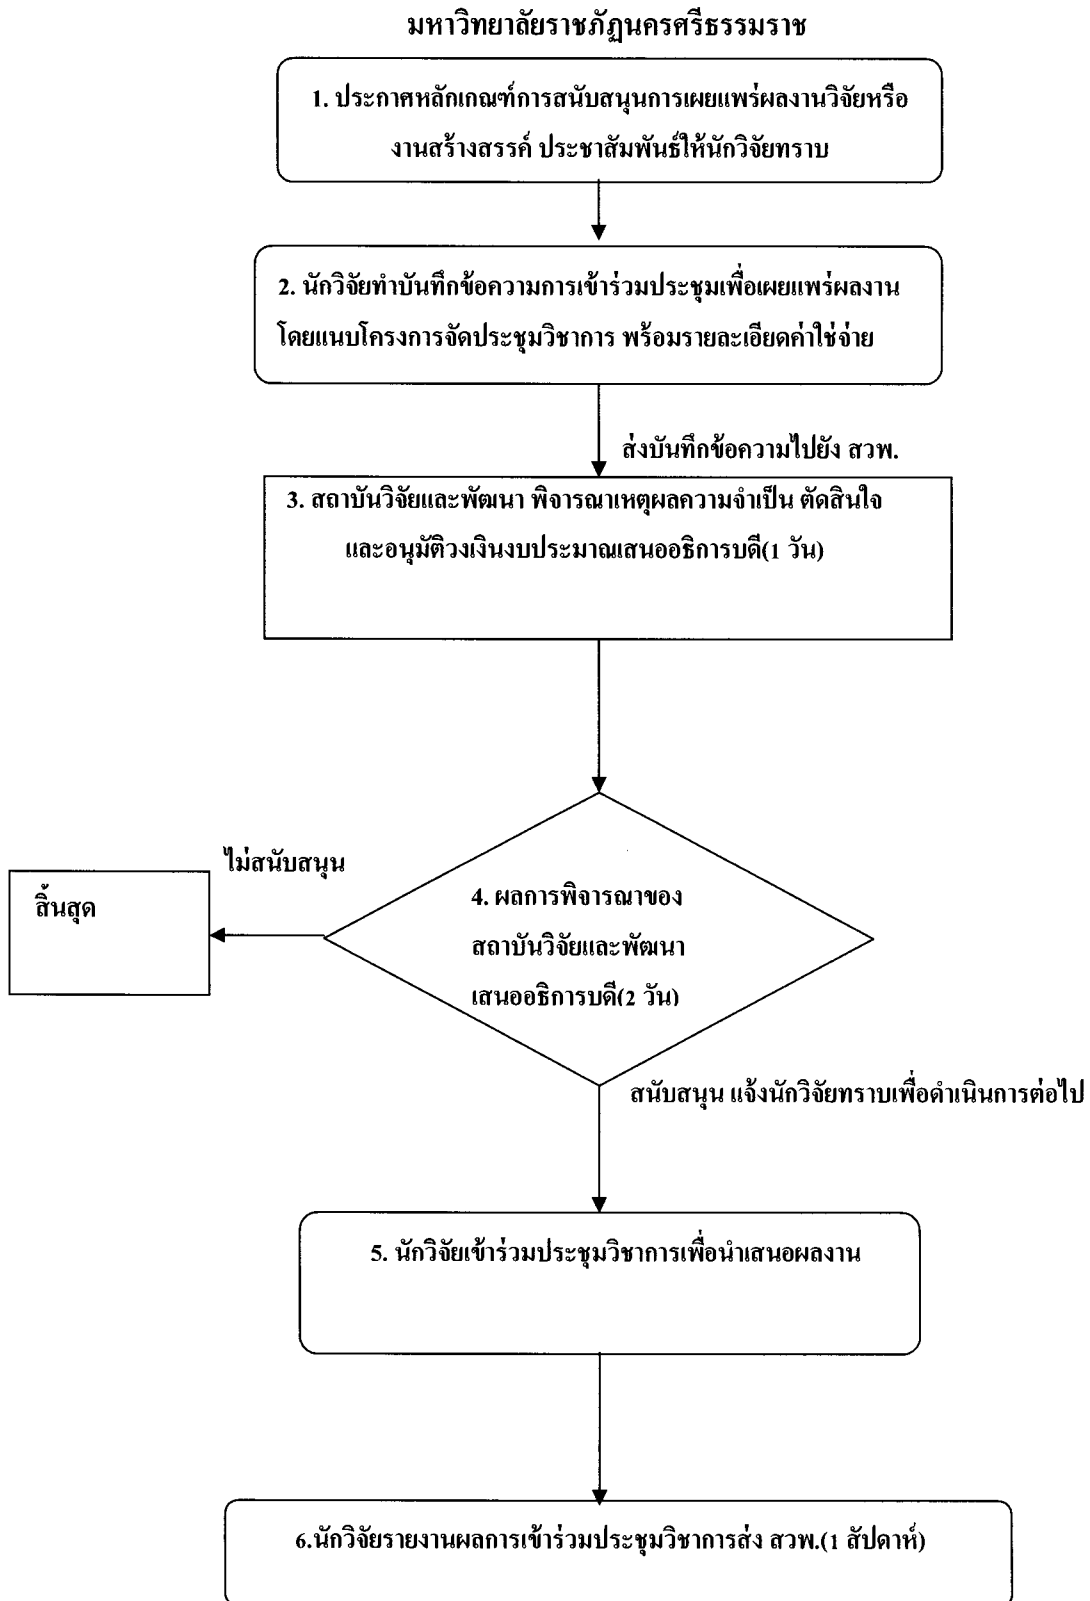 มหาวิทยาลัยราชภัฏนครศรีธรรมราช
1. ประกาศหลักเกณฑ์การสนับสนุนการเผยแพร่ผลงานวิจัยหรือ
งานสร้างสรรค์ ประชาสัมพันธ์ให้นักวิจัยทราบ
2. นักวิจัยทำบันทึกข้อความการเข้าร่วมประชุมเพื่อเผยแพร่ผลงาน
โดยแนบโครงการจัดประชุมวิชาการ พร้อมรายละเอียดค่าใช่จ่าย
ส่งบันทึกข้อความไปยัง สวพ.
3. สถาบันวิจัยและพัฒนา พิจารณาเหตุผลความจำเป็น ตัดสินใจ
และอนุมัติวงเงินงบประมาณเสนออธิการบดี(1 วัน)
ไม่สนับสนุน
สิ้นสุด
4. ผลการพิจารณาของ
สถาบันวิจัยและพัฒนา
เสนออธิการบดี(2 วัน)
สนับสนุน แจ้งนักวิจัยทราบเพื่อดำเนินการต่อไป
5. นักวิจัยเข้าร่วมประชุมวิชาการเพื่อนำเสนอผลงาน
6.นักวิจัยรายงานผลการเข้าร่วมประชุมวิชาการส่ง สวพ.(1 สัปดาห์)